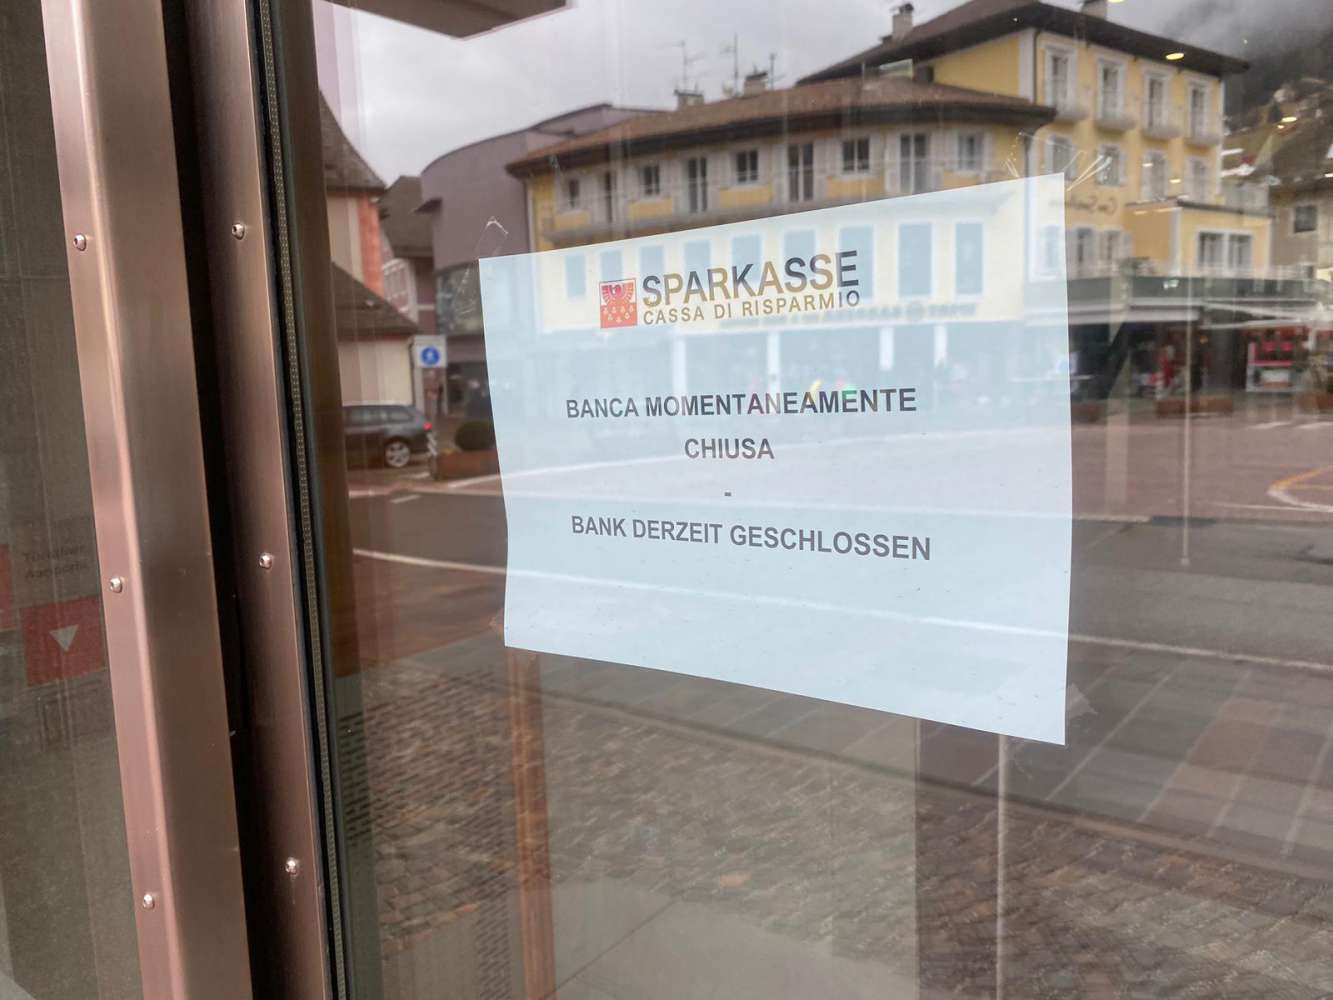 SPARKASSE
CASSA DI RISPARMIO
BANCA MOMENTANEAMENTE
CHIUSA
-
BANK DERZEIT GESCHLOSSEN